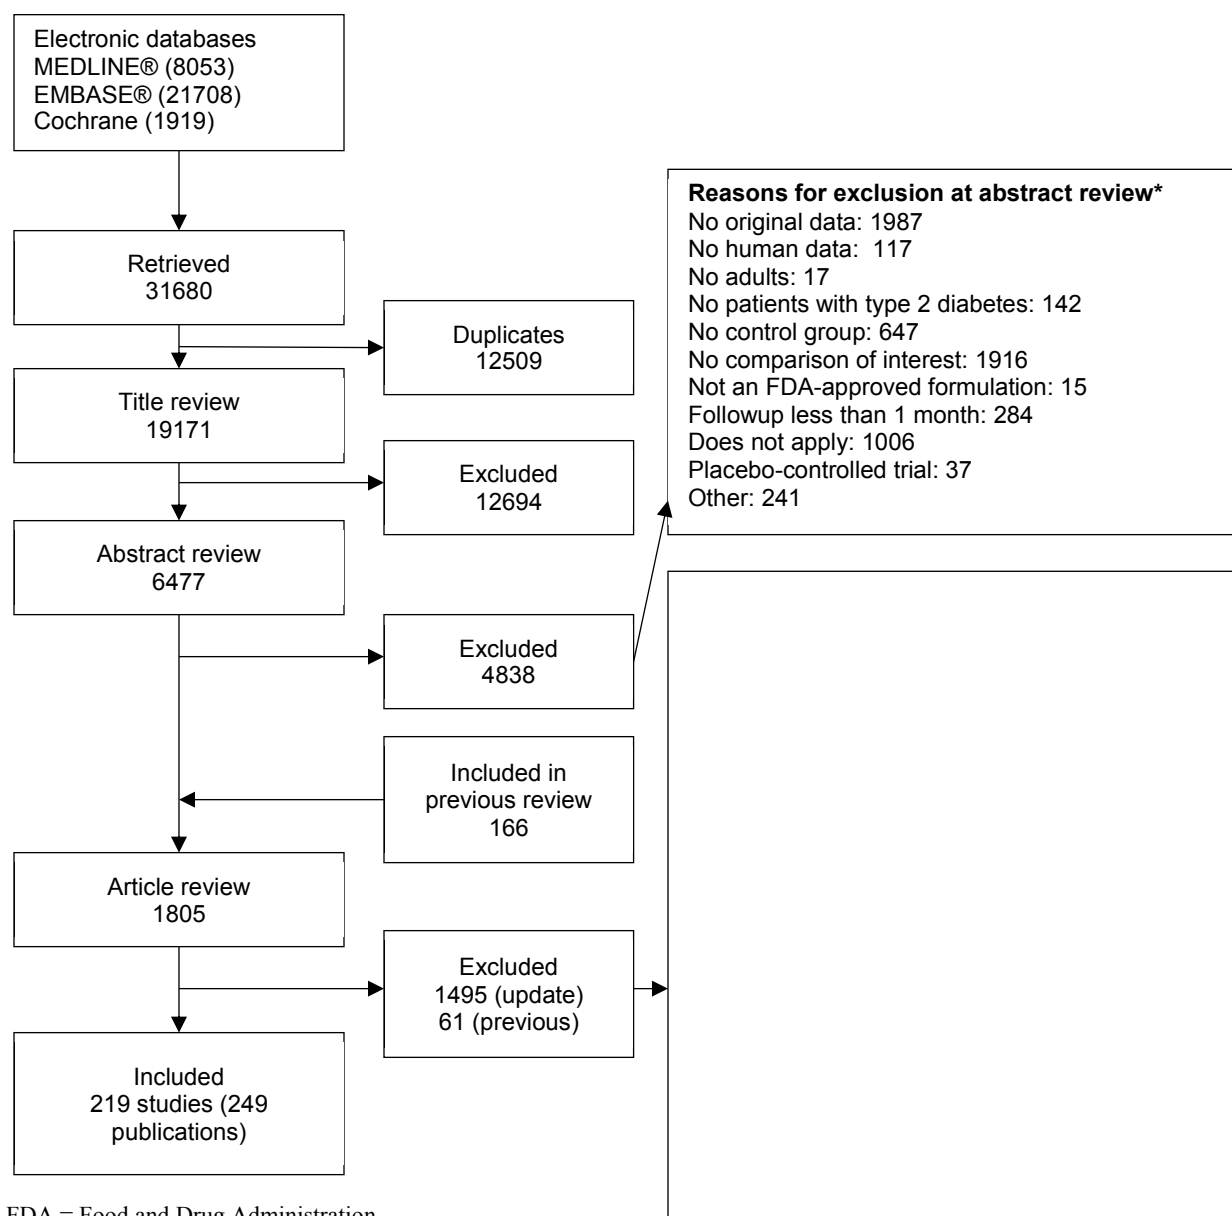 Electronic databases
MEDLINE® (8053)
EMBASE® (21708)
Cochrane (1919)
Retrieved
31680
Duplicates
12509
Title review
19171
Excluded
12694
Abstract review
6477
Excluded
4838
Reasons for exclusion at abstract review*
No original data: 1987
No human data: 117
No adults: 17
No patients with type 2 diabetes: 142
No control group: 647
No comparison of interest: 1916
Not an FDA-approved formulation: 15
Followup less than 1 month: 284
Does not apply: 1006
Placebo-controlled trial: 37
Other: 241
Included in
previous review
166
Article review
1805
Excluded
1495 (update)
61 (previous)
Included
219 studies (249
publications)
FDA = Food and Drug Administration